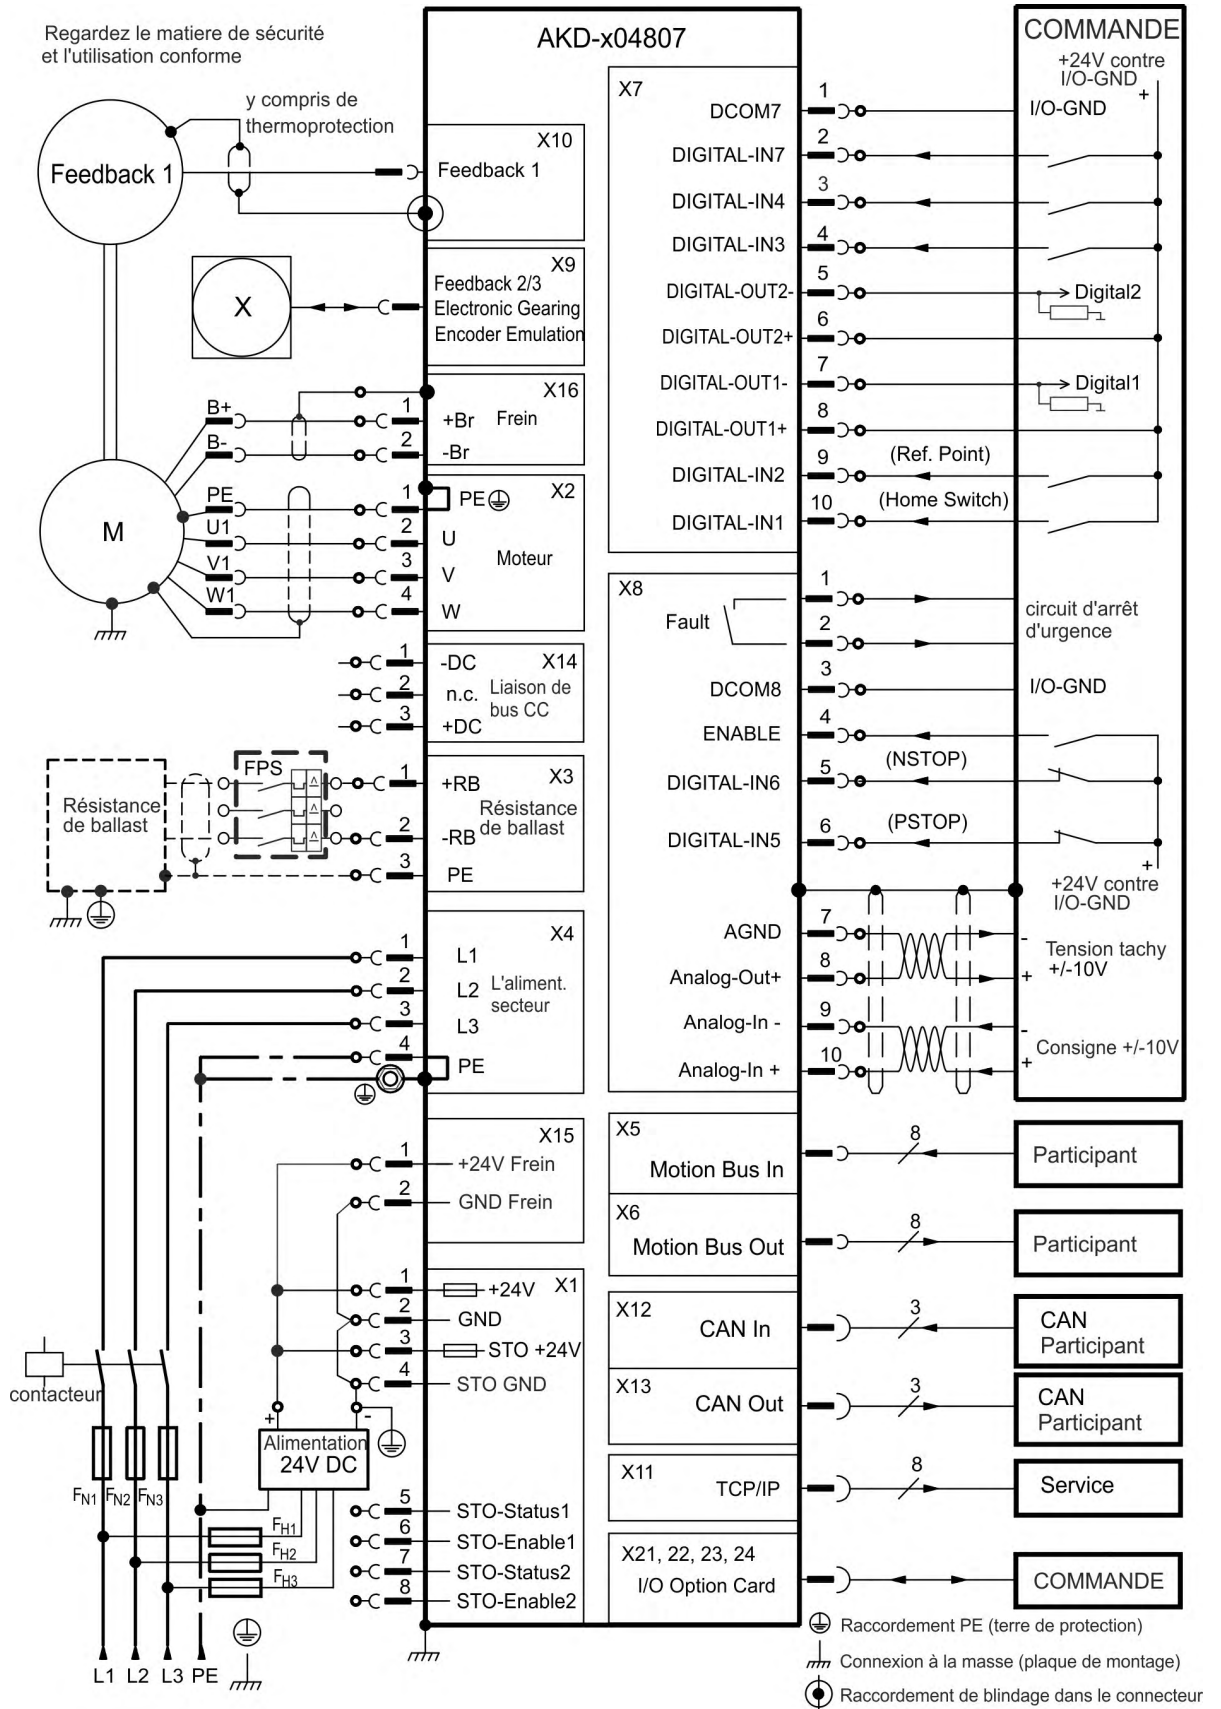 Regardez le matiere de sécurité
et l'utilisation conforme
AKD-x04807
y compris de
thermoprotection
Feedback 1
X10
Feedback 1
X
X9
Feedback 2/3
Electronic Gearing
Encoder Emulation
X16
B+
1
+Br
Frein
B-
2
-Br
M
X2
PE
1
PE
U1
2
U
Moteur
V1
3
V
W1
4
W
X14
1
-DC
2
n.c.
Liaison de
bus CC
3
+DC
Résistance
de ballast
FPS
X3
1
+RB
Résistance
de ballast
2
-RB
3
PE
X4
1
L1
2
L2
L'aliment.
secteur
3
L3
4
PE
X15
1
+24V Frein
2
GND Frein
X1
1
+24V
2
GND
3
STO +24V
4
STO GND
contacteur
+
-
Alimentation
24V DC
FN1
FN2
FN3
FH1
FH2
FH3
5
STO-Status1
6
STO-Enable1
7
STO-Status2
8
STO-Enable2
L1
L2
L3
PE
X7
DCOM7
1
DIGITAL-IN7
2
DIGITAL-IN4
3
DIGITAL-IN3
4
DIGITAL-OUT2-
5
DIGITAL-OUT2+
6
DIGITAL-OUT1-
7
DIGITAL-OUT1+
8
DIGITAL-IN2
9
(Ref. Point)
DIGITAL-IN1
10
(Home Switch)
COMMANDE
+24V contre
I/O-GND
+
I/O-GND
Digital2
Digital1
X8
Fault
1
2
circuit d'arrêt
d'urgence
DCOM8
3
I/O-GND
ENABLE
4
DIGITAL-IN6
5
(NSTOP)
DIGITAL-IN5
6
(PSTOP)
+
+24V contre
I/O-GND
AGND
7
-
Tension tachy
+/-10V
Analog-Out+
8
+
Analog-In -
9
-
Consigne +/-10V
Analog-In +
10
+
X5
Motion Bus In
8
Participant
X6
Motion Bus Out
8
Participant
X12
CAN In
3
CAN
Participant
X13
CAN Out
3
CAN
Participant
X11
TCP/IP
8
Service
X21, 22, 23, 24
I/O Option Card
COMMANDE
Raccordement PE (terre de protection)
Connexion à la masse (plaque de montage)
Raccordement de blindage dans le connecteur